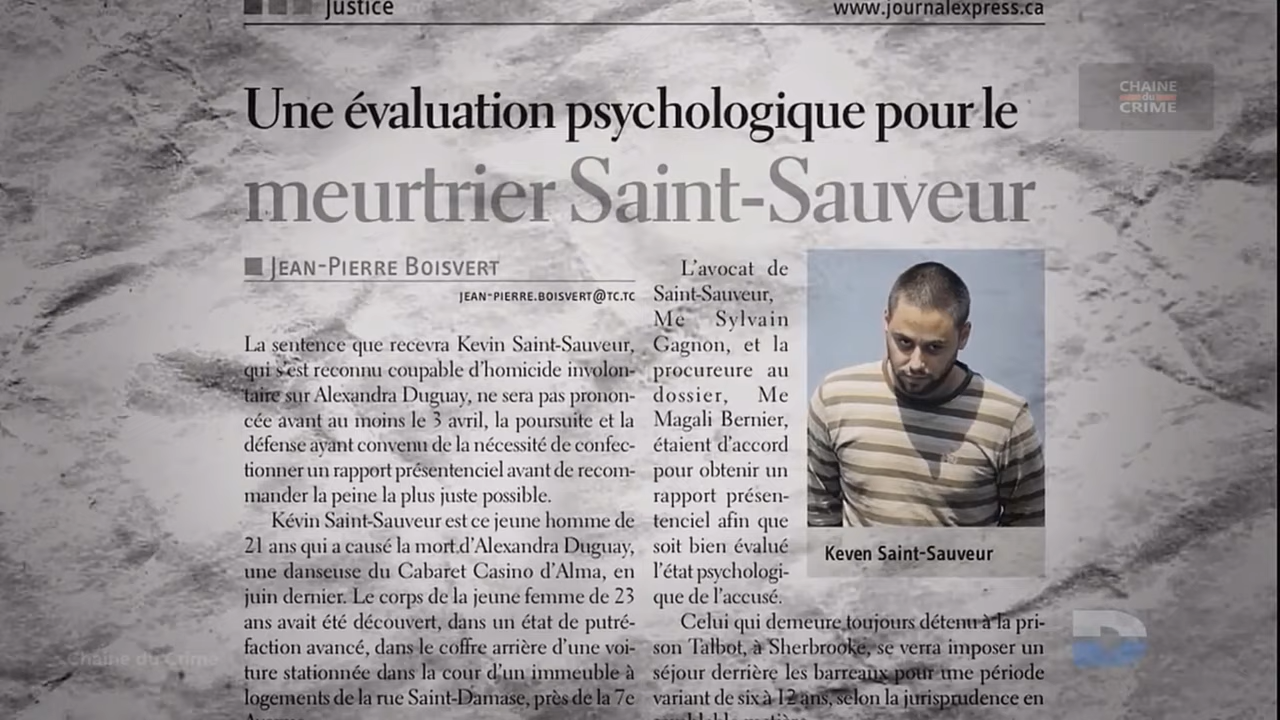 Justice
www.journalexpress.ca
CHAINE
du
CRIME
Une évaluation psychologique pour le
meurtrier Saint-Sauveur
JEAN-PIERRE BOISVERT
JEAN-PIERRE.BOISVERT@TC.TC
La sentence que recevra Kevin Saint-Sauveur,
qui s'est reconnu coupable d'homicide involon-
taire sur Alexandra Duguay, ne sera pas pronon-
cée avant au moins le 3 avril, la poursuite et la
défense ayant convenu de la nécessité de confec-
tionner un rapport présentenciel avant de recom-
mander la peine la plus juste possible.
Kévin Saint-Sauveur est ce jeune homme de
21 ans qui a causé la mort d'Alexandra Duguay,
une danseuse du Cabaret Casino d'Alma, en
juin dernier. Le corps de la jeune femme de 23
ans avait été découvert, dans un état de putré-
faction avancé, dans le coffre arrière d'une voi-
ture stationnée dans la cour d'un immeuble à
logements de la rue Saint-Damase, près de la 7e
L'avocat de
Saint-Sauveur,
Me Sylvain
Gagnon, et la
procureure au
dossier, Me
Magali Bernier,
étaient d'accord
pour obtenir un
rapport présen-
tenciel afin que
soit bien évalué
l'état psychologi-
que de l'accusé.
Celui qui demeure toujours détenu à la pri-
son Talbot, à Sherbrooke, se verra imposer un
séjour derrière les barreaux pour une période
variant de six à 12 ans, selon la jurisprudence en
Keven Saint-Sauveur
Chaine du Crime
D